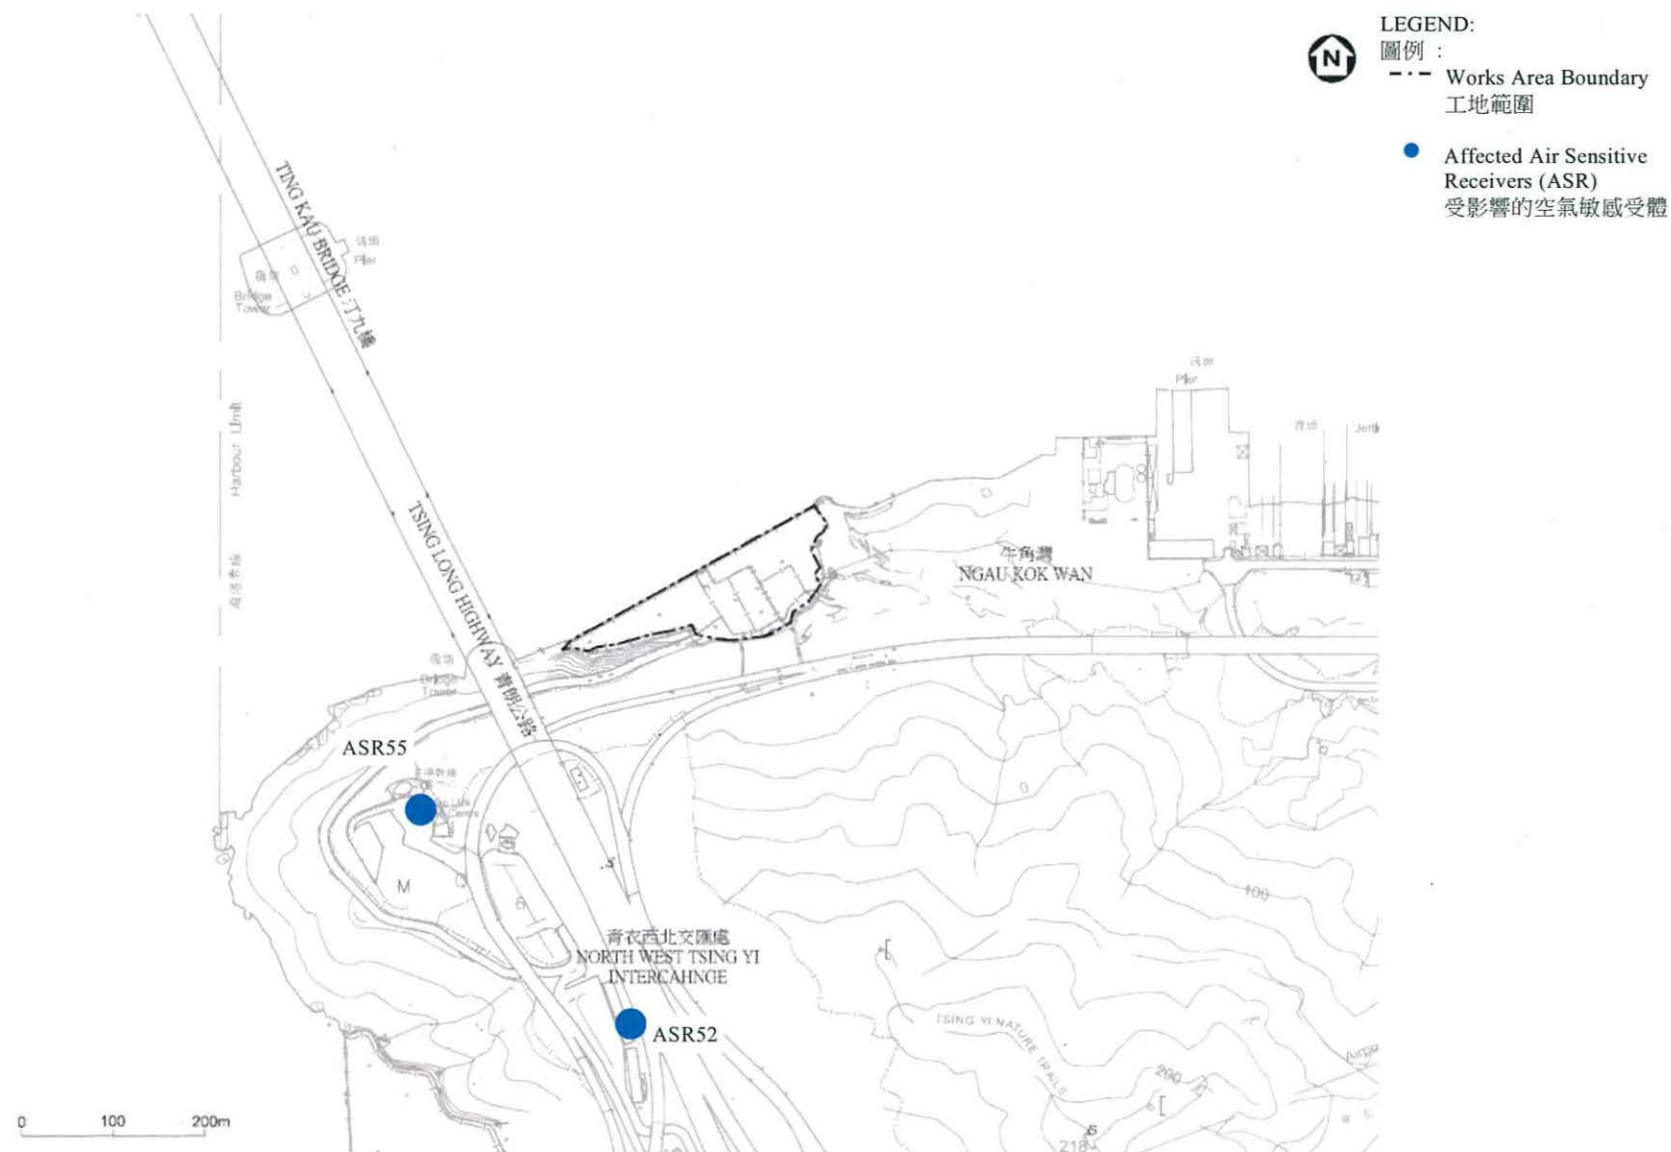 LEGEND:
圖例 :
N
Works Area Boundary
工地範圍
Affected Air Sensitive
Receivers (ASR)
受影響的空氣敏感受體
TING KAU BRIDGE 汀九橋
Pier
Bridge
Tower
Harbour Limit
Pier
TSING LONG HIGHWAY 青朗公路
牛角灣
NGAU KOK WAN
Bridge
Tower
ASR55
M
100
青衣西北交匯處
NORTH WEST TSING YI
INTERCAHNGE
ASR52
TSING YI NATURE TRAILS
200
218
0 100 200m